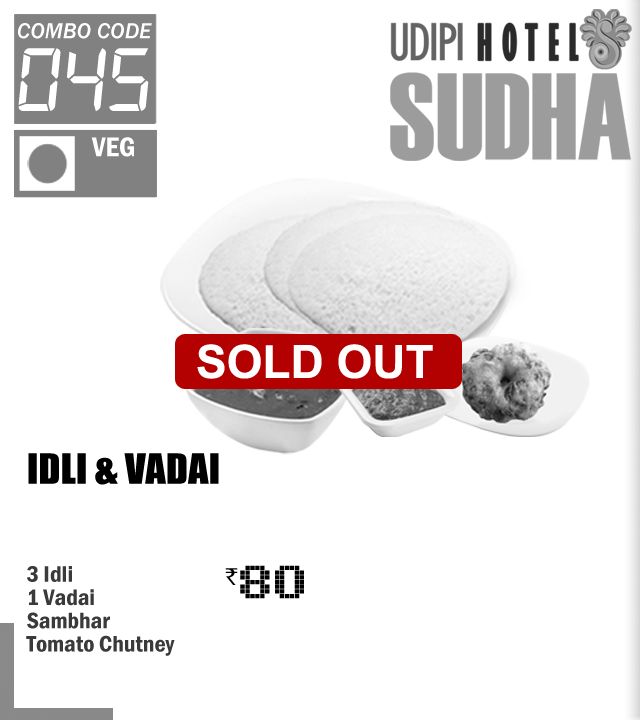 COMBO CODE
045
VEG
UDIPI HOTEL
SUDHA
SOLD OUT
IDLI & VADAI
3 Idli
1 Vadai
Sambhar
Tomato Chutney
₹80